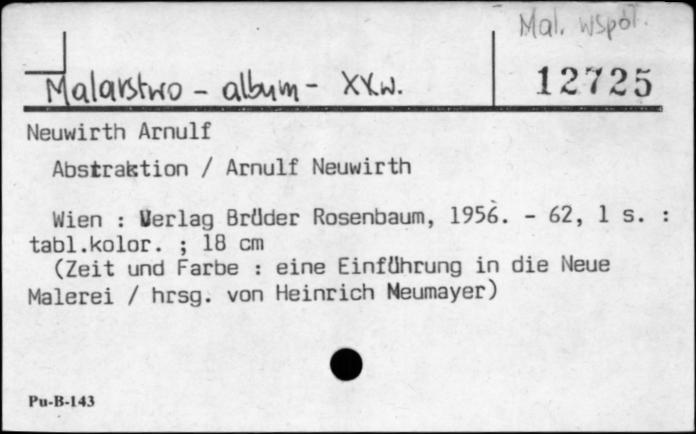 Mal. współ.
Malarstwo - album - XX w.
12725
Neuwirth Arnulf
Abstraktion / Arnulf Neuwirth
Wien : Verlag Brüder Rosenbaum, 1956. - 62, 1 s. :
tabl.kolor. ; 18 cm
(Zeit und Farbe : eine Einführung in die Neue
Malerei / hrsg. von Heinrich Neumayer)
Pu-B-143